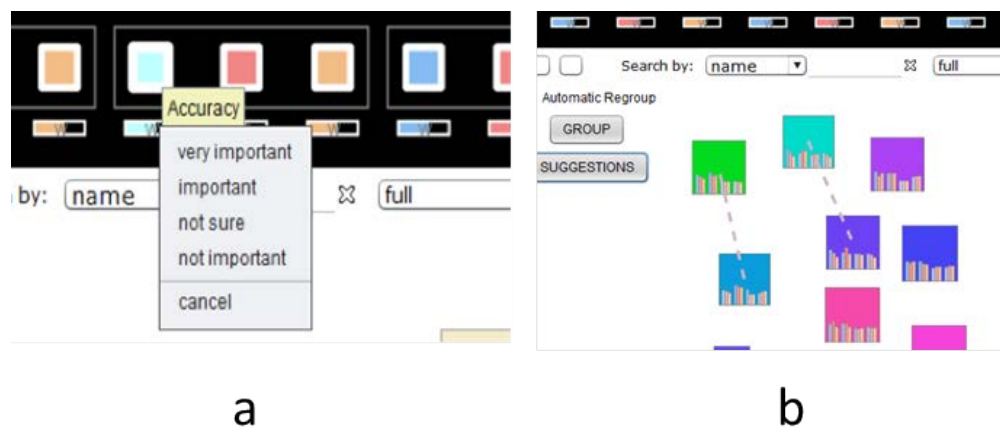 Accuracy
W W W W
very important
important
not sure
not important
cancel
by: name full
a
Search by: name full
Automatic Regroup
GROUP
SUGGESTIONS
b